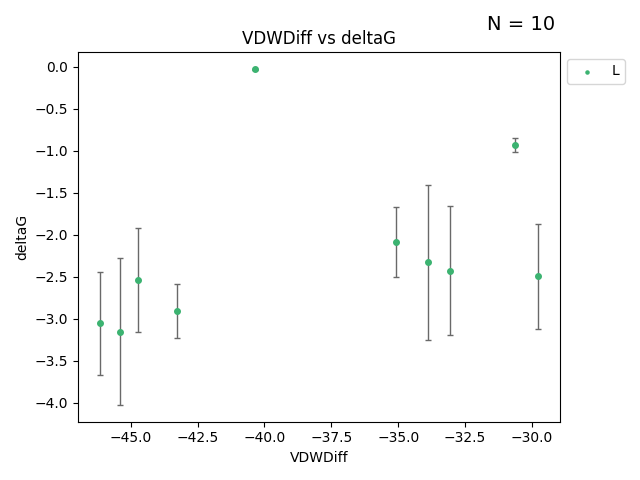 N = 10
VDWDiff vs deltaG
L
0.0
−0.5
−1.0
−1.5
−2.0
−2.5
−3.0
−3.5
−4.0
deltaG
−45.0 −42.5 −40.0 −37.5 −35.0 −32.5 −30.0
VDWDiff